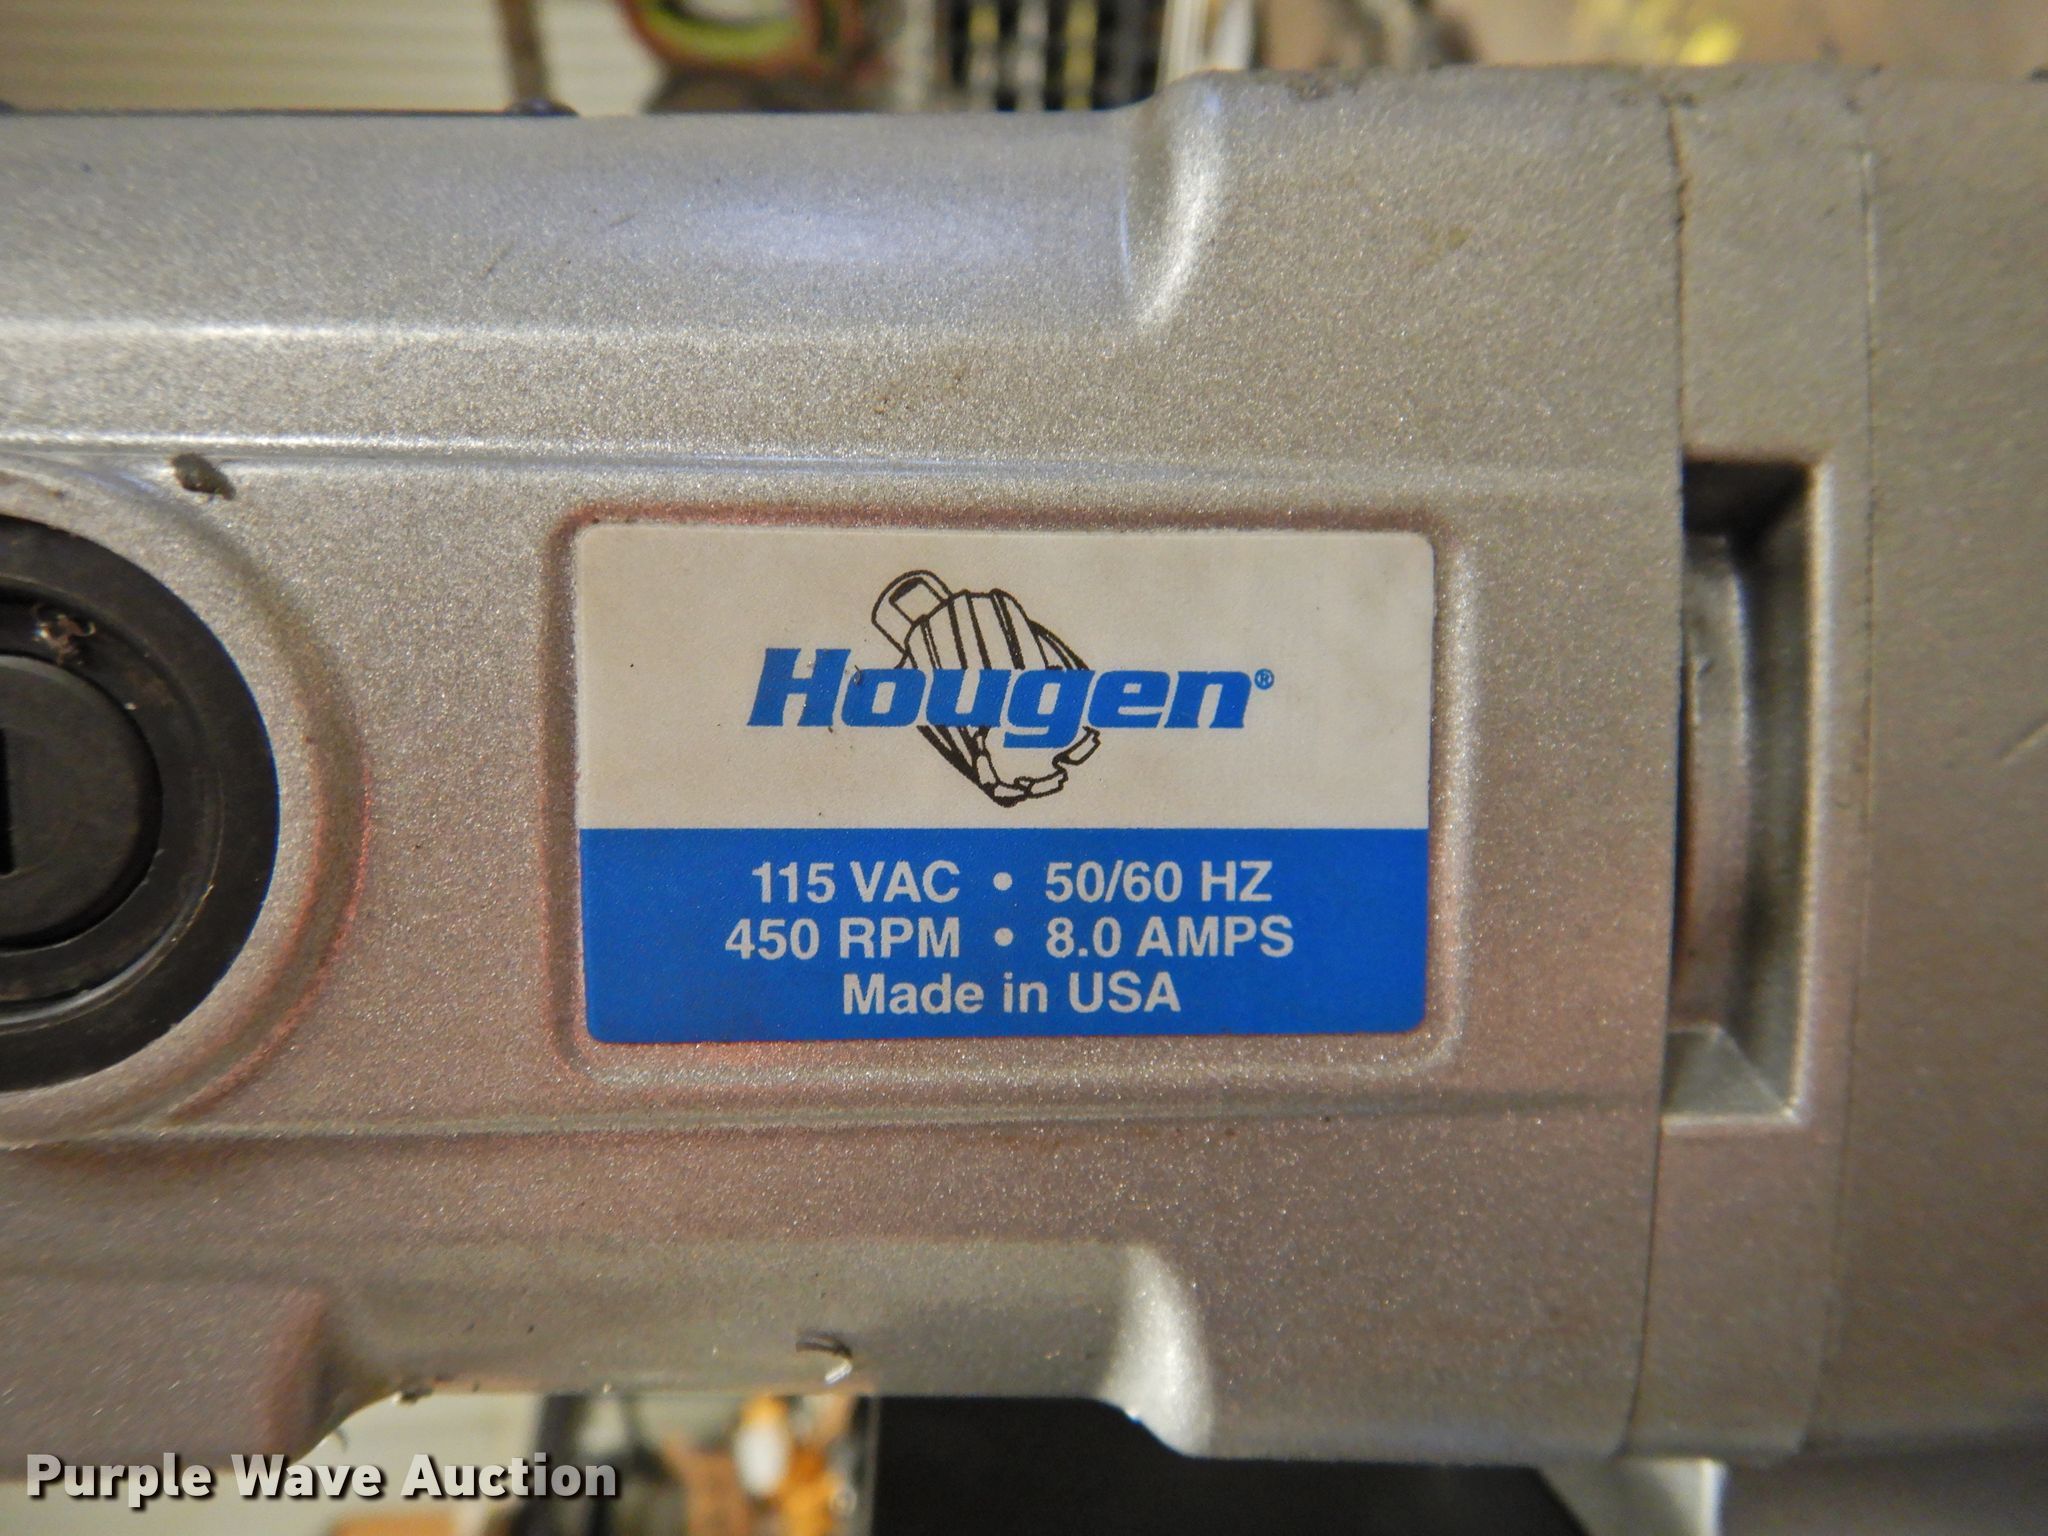 Hougen®
115 VAC • 50/60 HZ
450 RPM • 8.0 AMPS
Made in USA
Purple Wave Auction